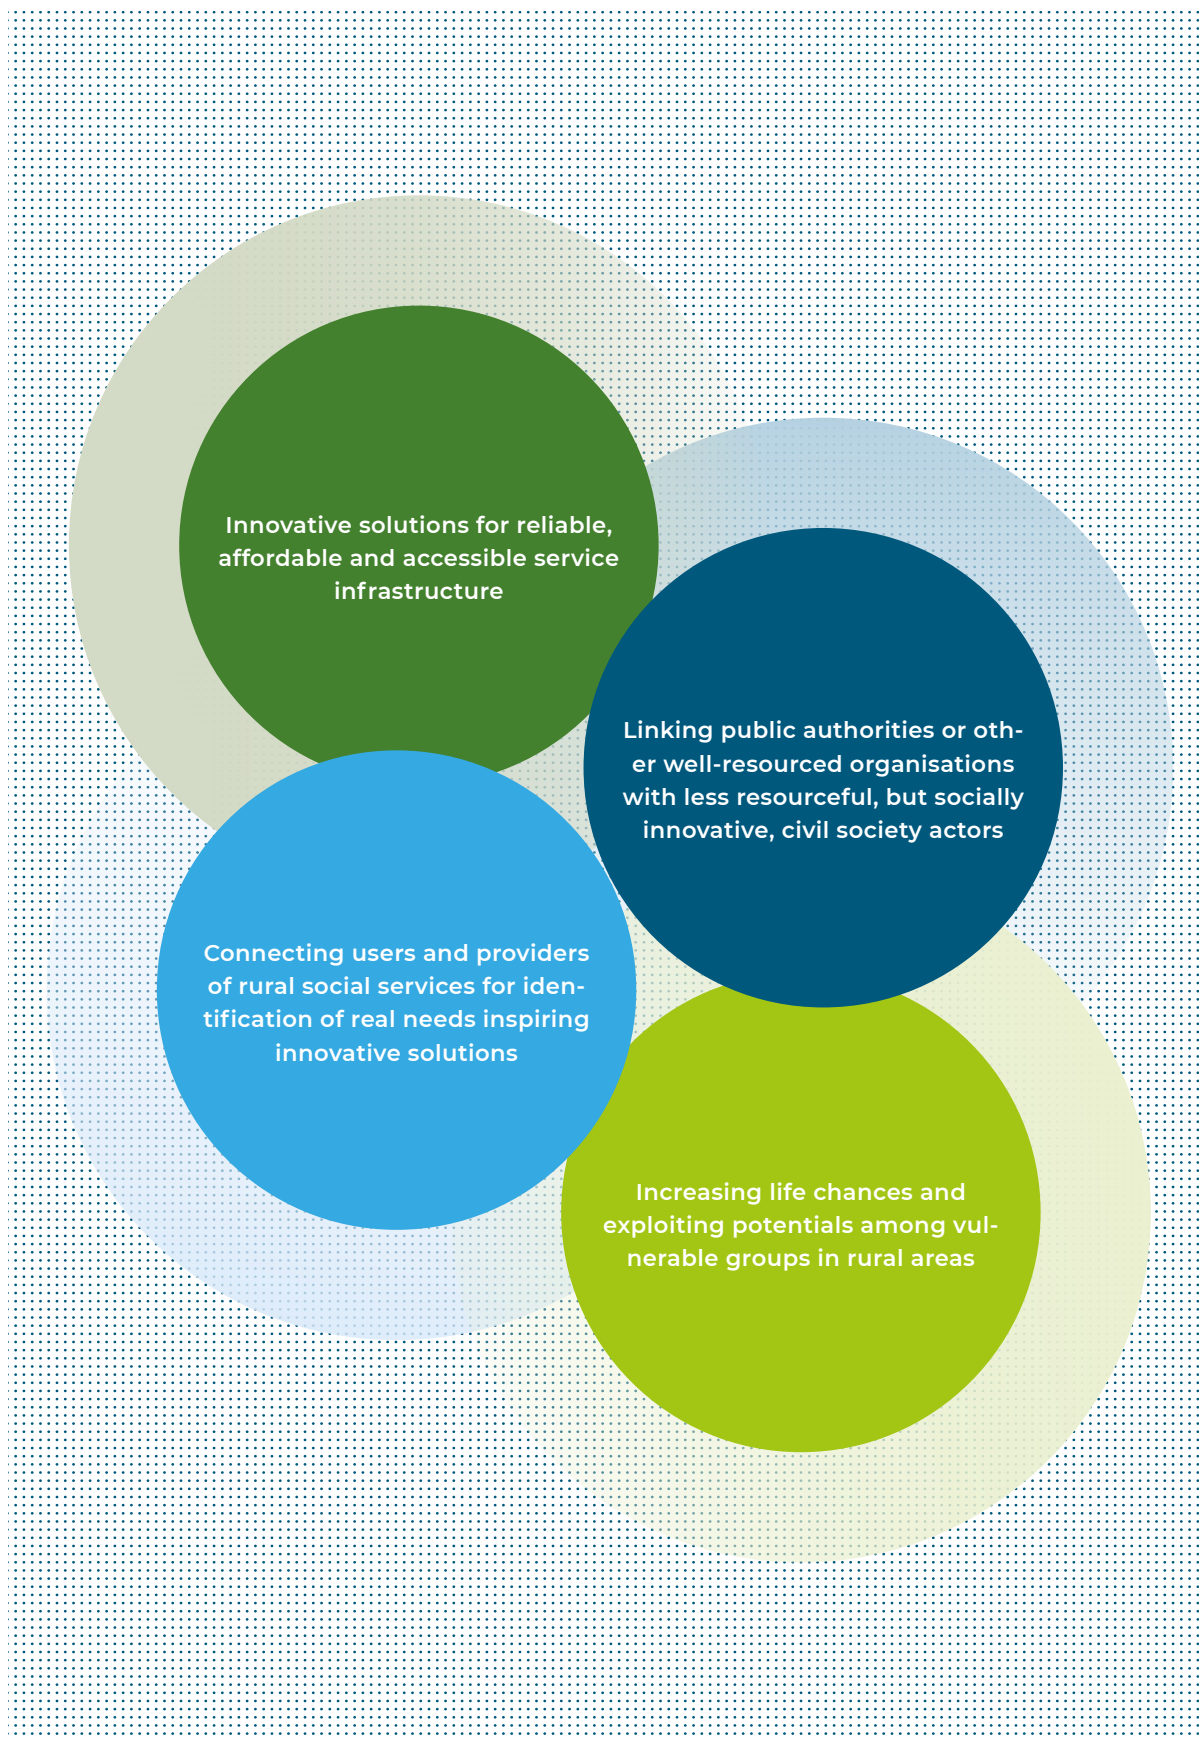 Innovative solutions for reliable,
affordable and accessible service
infrastructure
Linking public authorities or oth-
er well-resourced organisations
with less resourceful, but socially
innovative, civil society actors
Connecting users and providers
of rural social services for iden-
tification of real needs inspiring
innovative solutions
Increasing life chances and
exploiting potentials among vul-
nerable groups in rural areas